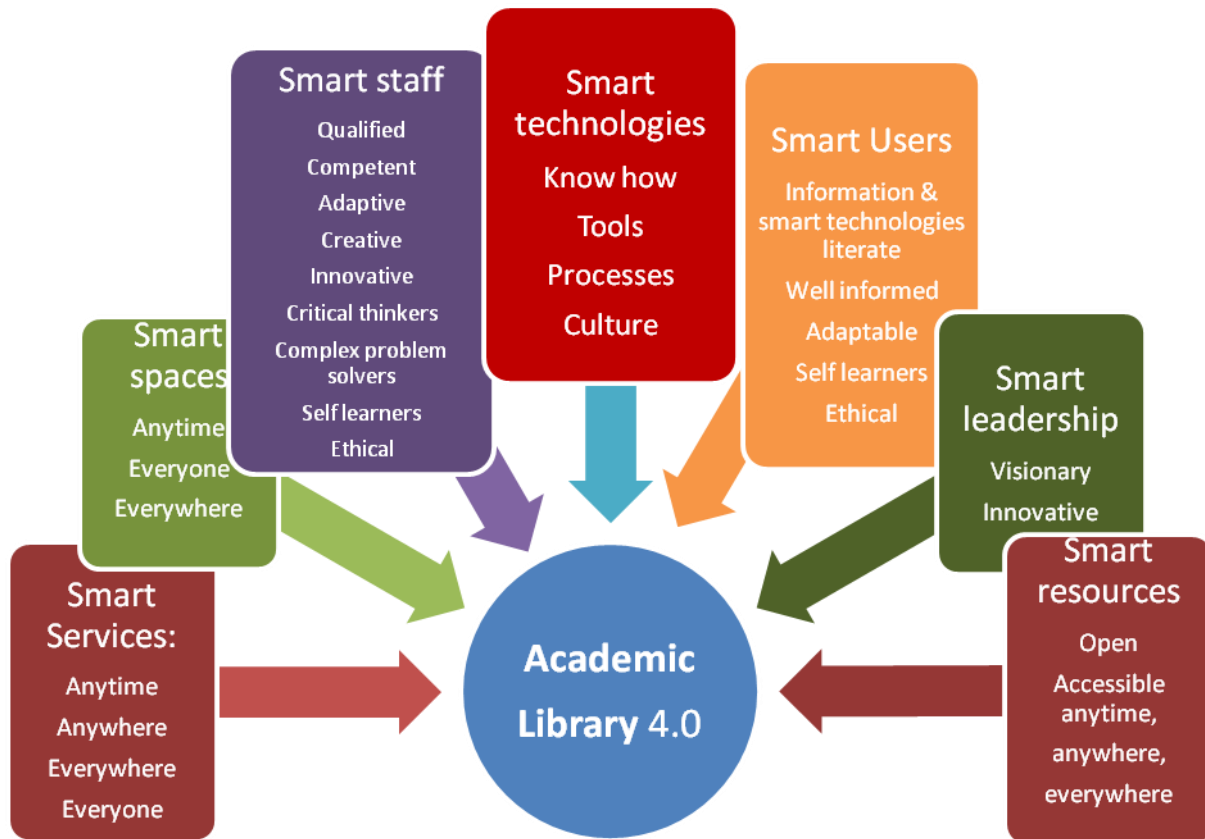 Smart
Services:
Anytime
Anywhere
Everywhere
Everyone
Smart
spaces
Anytime
Everyone
Everywhere
Smart staff
Qualified
Competent
Adaptive
Creative
Innovative
Critical thinkers
Complex problem
solvers
Self learners
Ethical
Smart
technologies
Know how
Tools
Processes
Culture
Smart Users
Information &
smart technologies
literate
Well informed
Adaptable
Self learners
Ethical
Smart
leadership
Visionary
Innovative
Smart
resources
Open
Accessible
anytime,
anywhere,
everywhere
Academic
Library 4.0